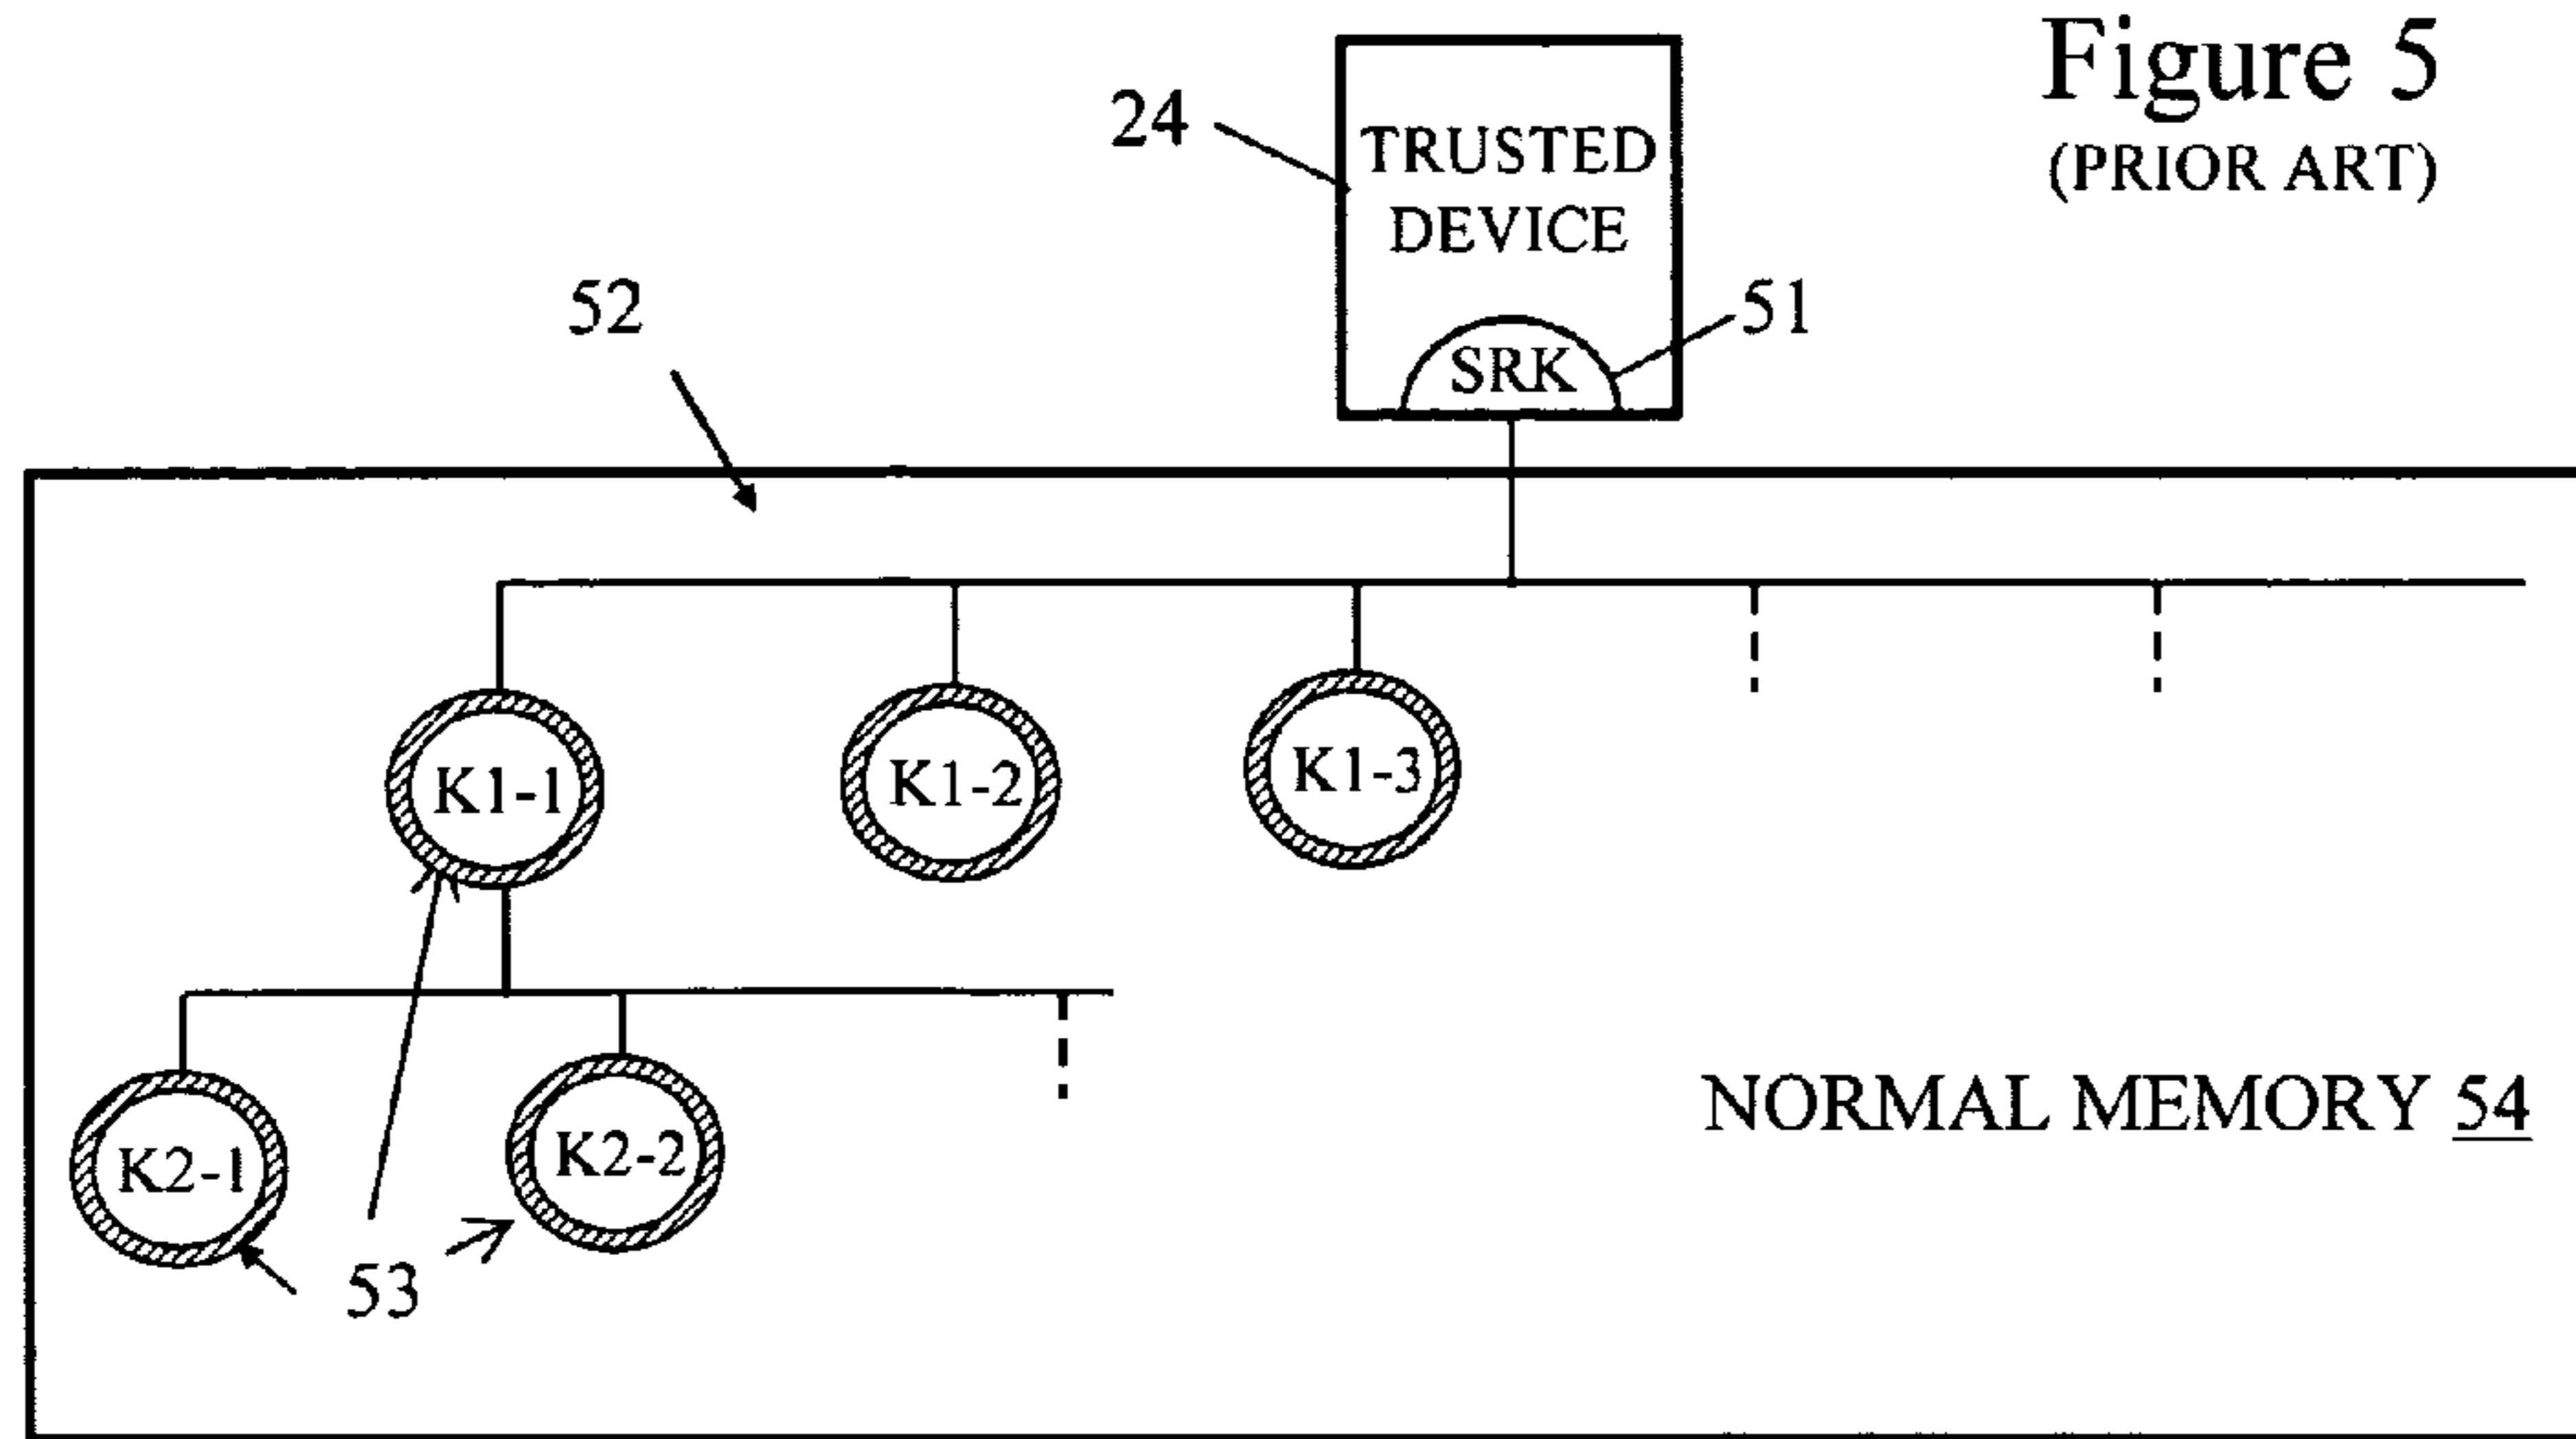 Figure 5
(PRIOR ART)
24
TRUSTED
DEVICE
51
SRK
52
K1-1
K1-2
K1-3
K2-1
K2-2
53
NORMAL MEMORY 54